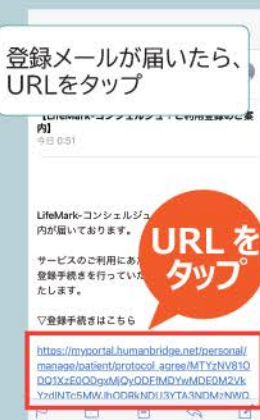 登録メールが届いたら、
URLをタップ
【LifeMark-コンシェルジュ：ご利用登録のご案
内】
今日 0:51
LifeMark-コンシェルジュ
内が届いております。
URL を
タップ
サービスのご利用にあ
登録手続きを行ってい
たします。
▽登録手続きはこちら
https://myportal.humanbridge.net/personal/
manage/patient/protocol_agree/MTYzNV81O